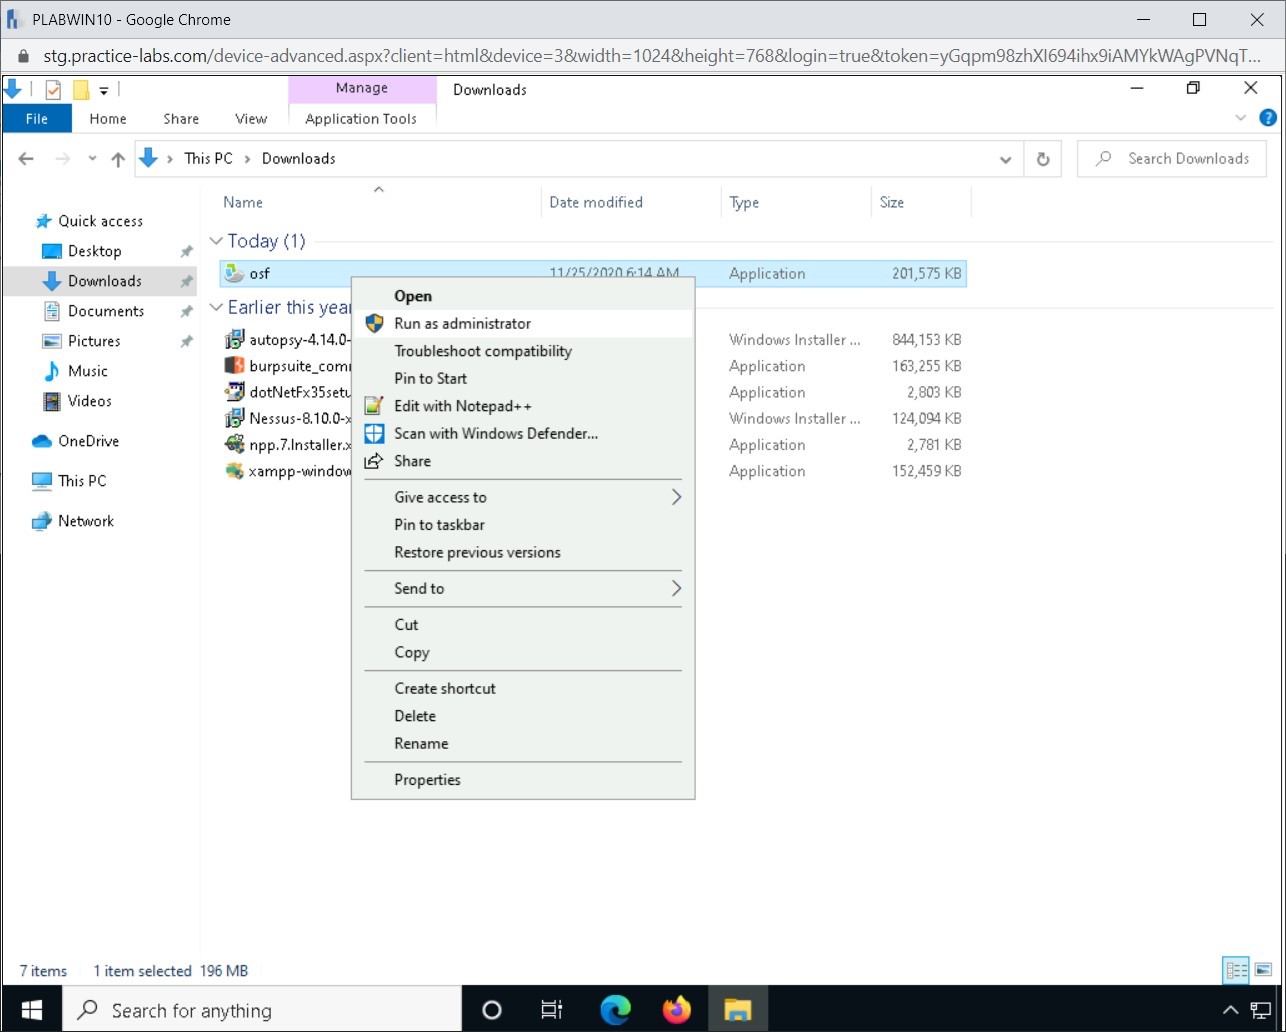 PLABWIN10 - Google Chrome
stg.practice-labs.com/device-advanced.aspx?client=html&device=3&width=1024&height=768&login=true&token=yGqpm98zhXI694ihx9iAMYkWAgPVNqT...
Manage Downloads
File Home Share View Application Tools
This PC Downloads Search Downloads
Name Date modified Type Size
Quick access
Desktop
Downloads
Documents
Pictures
Music
Videos
OneDrive
This PC
Network
Today (1)
osf 11/25/2020 6:14 AM Application 201,575 KB
Earlier this year
autopsy-4.14.0- Windows Installer ... 844,153 KB
burpsuite_comm Application 163,255 KB
dotNetFx35setu Application 2,803 KB
Nessus-8.10.0-x Windows Installer ... 124,094 KB
npp.7.Installer.x Application 2,781 KB
xampp-window Application 152,459 KB
Open
Run as administrator
Troubleshoot compatibility
Pin to Start
Edit with Notepad++
Scan with Windows Defender...
Share
Give access to
Pin to taskbar
Restore previous versions
Send to
Cut
Copy
Create shortcut
Delete
Rename
Properties
7 items 1 item selected 196 MB
Search for anything